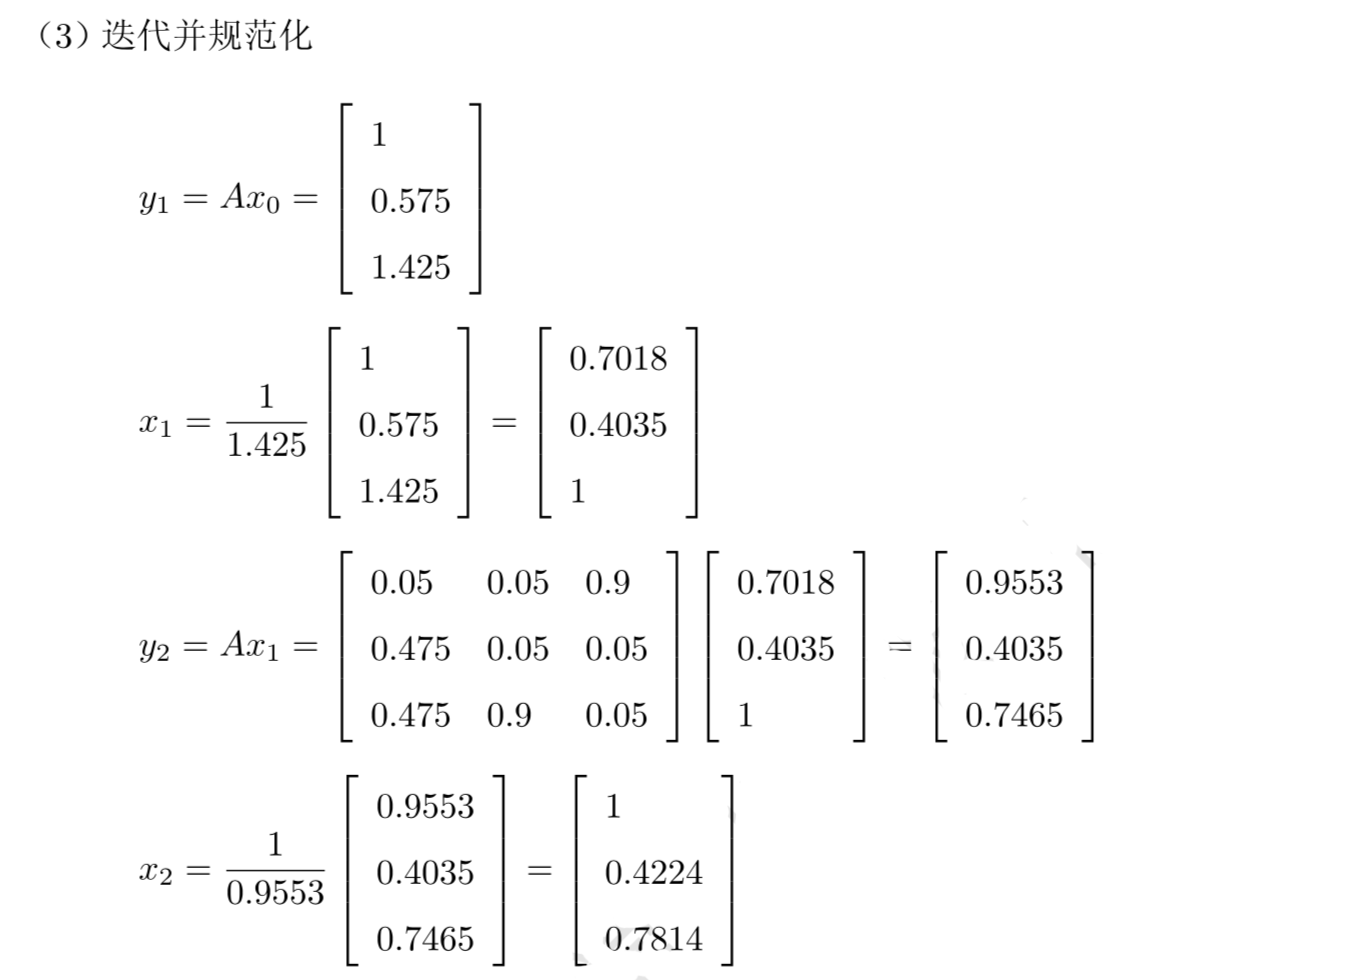 （3）迭代并规范化
y₁ = Ax₀ = [ 1
0.575
1.425 ]
x₁ = 1/1.425 [ 1
0.575
1.425 ] = [ 0.7018
0.4035
1 ]
y₂ = Ax₁ = [ 0.05 0.05 0.9
0.475 0.05 0.05
0.475 0.9 0.05 ] [ 0.7018
0.4035
1 ] = [ 0.9553
0.4035
0.7465 ]
x₂ = 1/0.9553 [ 0.9553
0.4035
0.7465 ] = [ 1
0.4224
0.7814 ]